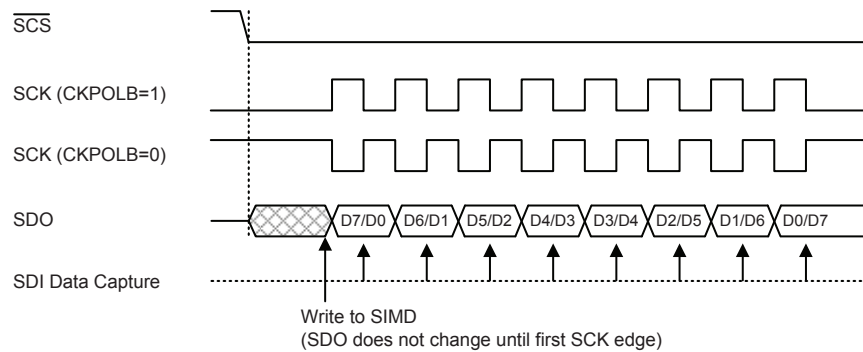 SCS
SCK (CKPOLB=1)
SCK (CKPOLB=0)
SDO D7/D0 D6/D1 D5/D2 D4/D3 D3/D4 D2/D5 D1/D6 D0/D7
SDI Data Capture
Write to SIMD
(SDO does not change until first SCK edge)